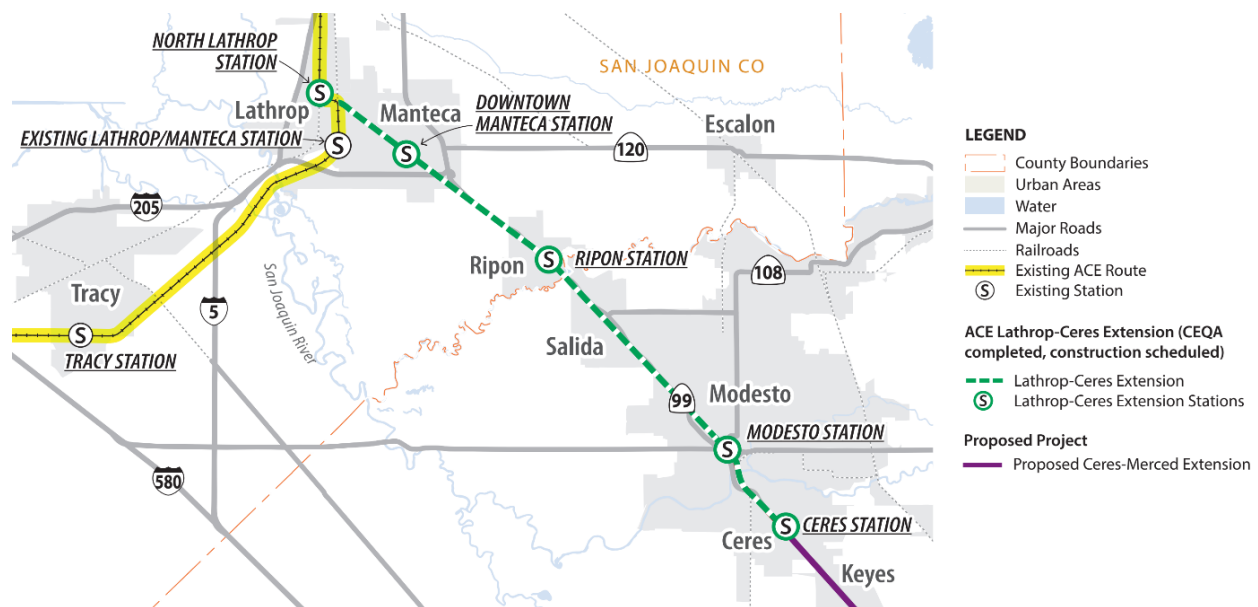 NORTH LATHROP
STATION
SAN JOAQUIN CO
S
Lathrop
Manteca
DOWNTOWN
MANTECA STATION
Escalon
EXISTING LATHROP/MANTECA STATION
S
S
120
205
Ripon
S
RIPON STATION
108
San Joaquin River
Tracy
5
S
TRACY STATION
Salida
99
Modesto
MODESTO STATION
S
580
S
CERES STATION
Ceres
Keyes
LEGEND
County Boundaries
Urban Areas
Water
Major Roads
Railroads
Existing ACE Route
S Existing Station
ACE Lathrop-Ceres Extension (CEQA
completed, construction scheduled)
Lathrop-Ceres Extension
S Lathrop-Ceres Extension Stations
Proposed Project
Proposed Ceres-Merced Extension